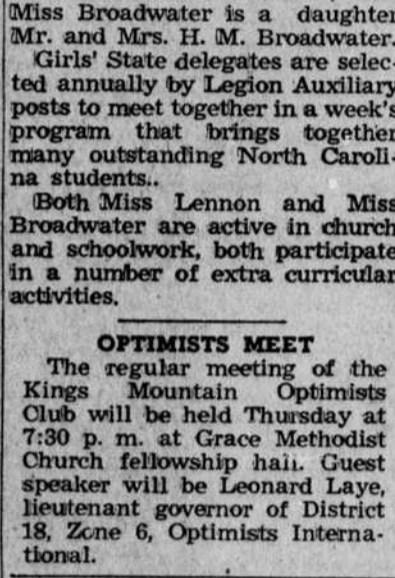 Miss Broadwater is a daughter
Mr. and Mrs. H. M. Broadwater.
Girls' State delegates are selec-
ted annually by Legion Auxiliary
posts to meet together in a week's
program that brings together
many outstanding North Caroli-
na students..
Both Miss Lennon and Miss
Broadwater are active in church
and schoolwork, both participate
in a number of extra curricular
activities.
OPTIMISTS MEET
The regular meeting of the
Kings Mountain Optimists
Club will be held Thursday at
7:30 p. m. at Grace Methodist
Church fellowship hall. Guest
speaker will be Leonard Laye,
lieutenant governor of District
18, Zone 6, Optimists Interna-
tional.